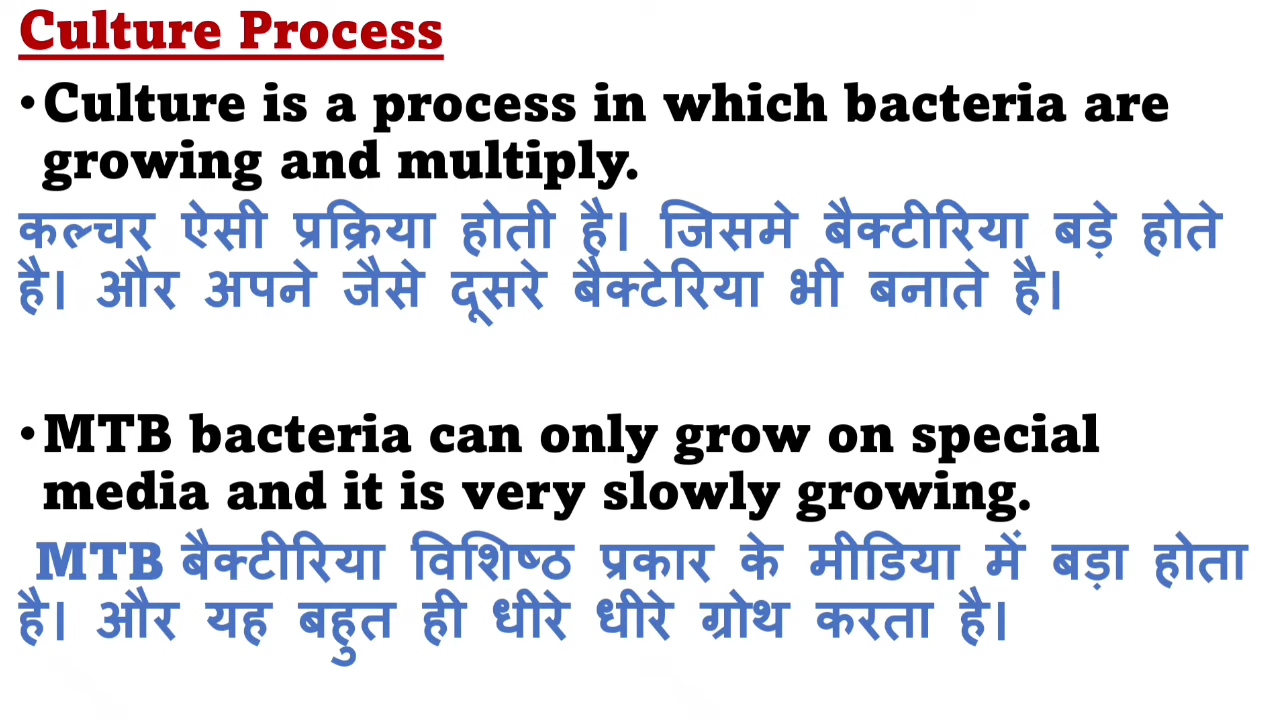 Culture Process
•Culture is a process in which bacteria are
growing and multiply.
कल्चर ऐसी प्रक्रिया होती है। जिसमे बैक्टीरिया बड़े होते
है। और अपने जैसे दूसरे बैक्टेरिया भी बनाते है।
•MTB bacteria can only grow on special
media and it is very slowly growing.
MTB बैक्टीरिया विशिष्ठ प्रकार के मीडिया में बड़ा होता
है। और यह बहुत ही धीरे धीरे ग्रोथ करता है।